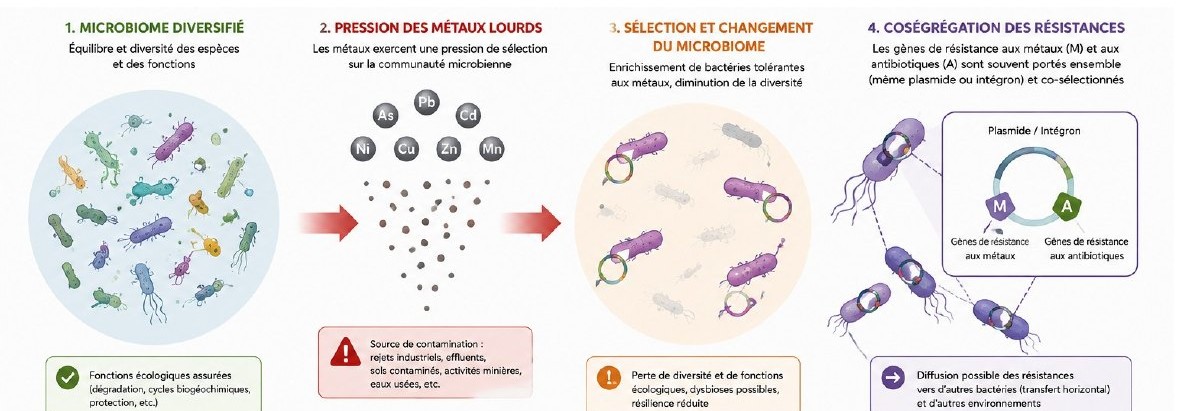 1. MICROBIOME DIVERSIFIÉ
Équilibre et diversité des espèces
et des fonctions
Fonctions écologiques assurées
(dégradation, cycles biogéochimiques,
protection, etc.)
2. PRESSION DES MÉTAUX LOURDS
Les métaux exercent une pression de sélection
sur la communauté microbienne
As
Pb
Cd
Ni
Cu
Zn
Mn
Source de contamination :
rejets industriels, effluents,
sols contaminés, activités minières,
eaux usées, etc.
3. SÉLECTION ET CHANGEMENT
DU MICROBIOME
Enrichissement de bactéries tolérantes
aux métaux, diminution de la diversité
Perte de diversité et de fonctions
écologiques, dysbioses possibles,
résilience réduite
4. COSÉGRÉGATION DES RÉSISTANCES
Les gènes de résistance aux métaux (M) et aux
antibiotiques (A) sont souvent portés ensemble
(même plasmide ou intégron) et co-sélectionnés
Plasmide / Intégron
M
A
Gènes de résistance
aux métaux
Gènes de résistance
aux antibiotiques
Diffusion possible des résistances
vers d'autres bactéries (transfert horizontal)
et d'autres environnements